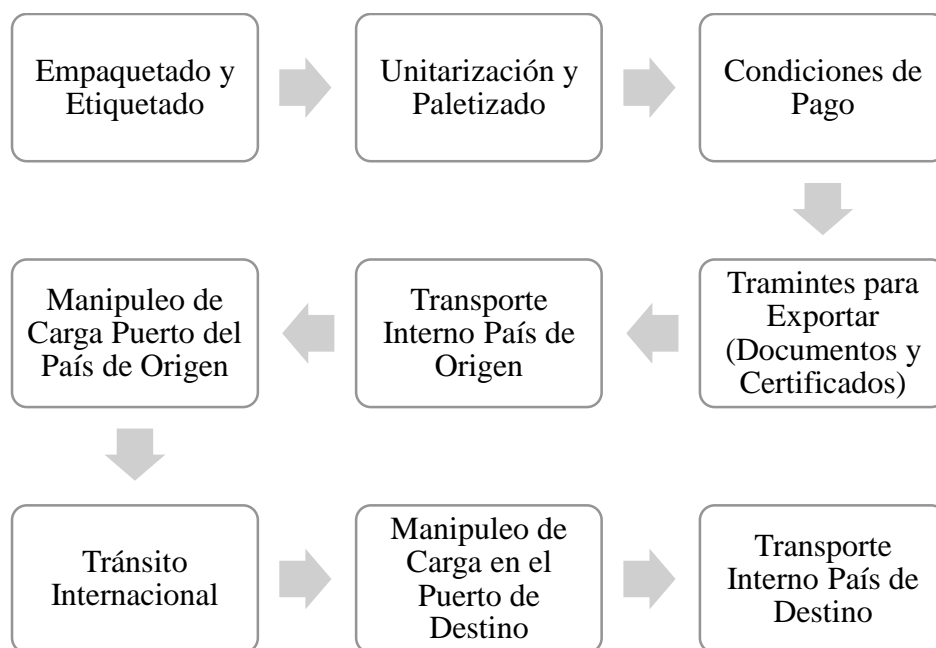 Empaquetado y
Etiquetado
Unitarización y
Paletizado
Condiciones de
Pago
Tramintes para
Exportar
(Documentos y
Certificados)
Transporte
Interno País de
Origen
Manipuleo de
Carga Puerto del
País de Origen
Tránsito
Internacional
Manipuleo de
Carga en el
Puerto de
Destino
Transporte
Interno País de
Destino